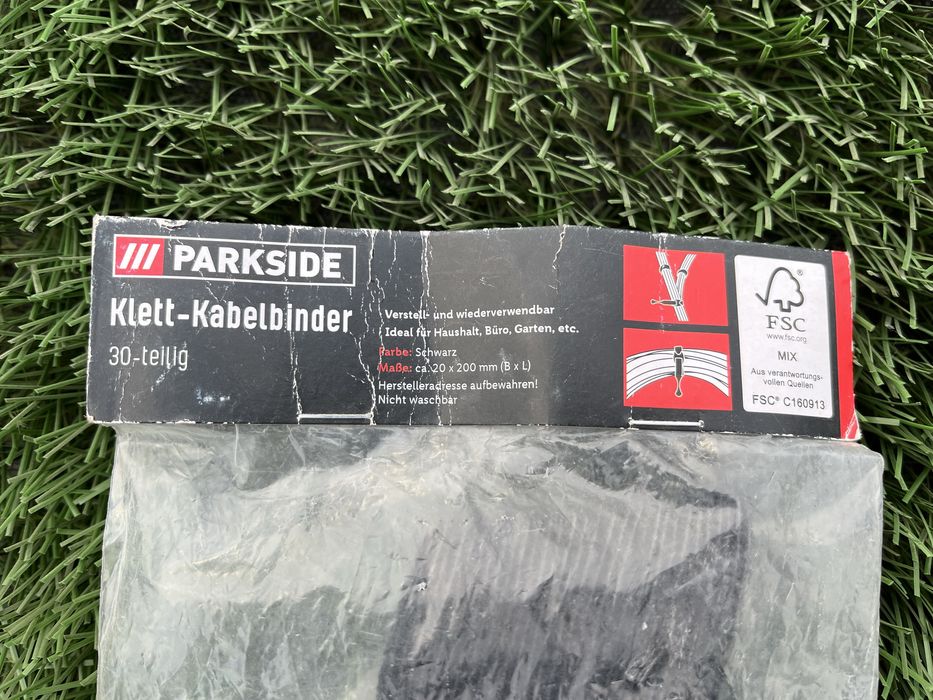 PARKSIDE
Klett-Kabelbinder
30-teilig
Verstell- und wiederverwendbar
Ideal für Haushalt, Büro, Garten, etc.
Farbe: Schwarz
Maße: ca. 20 x 200 mm (B x L)
Herstelleradresse aufbewahren!
Nicht waschbar
®
FSC
www.fsc.org
MIX
Aus verantwortungs-
vollen Quellen
FSC® C160913